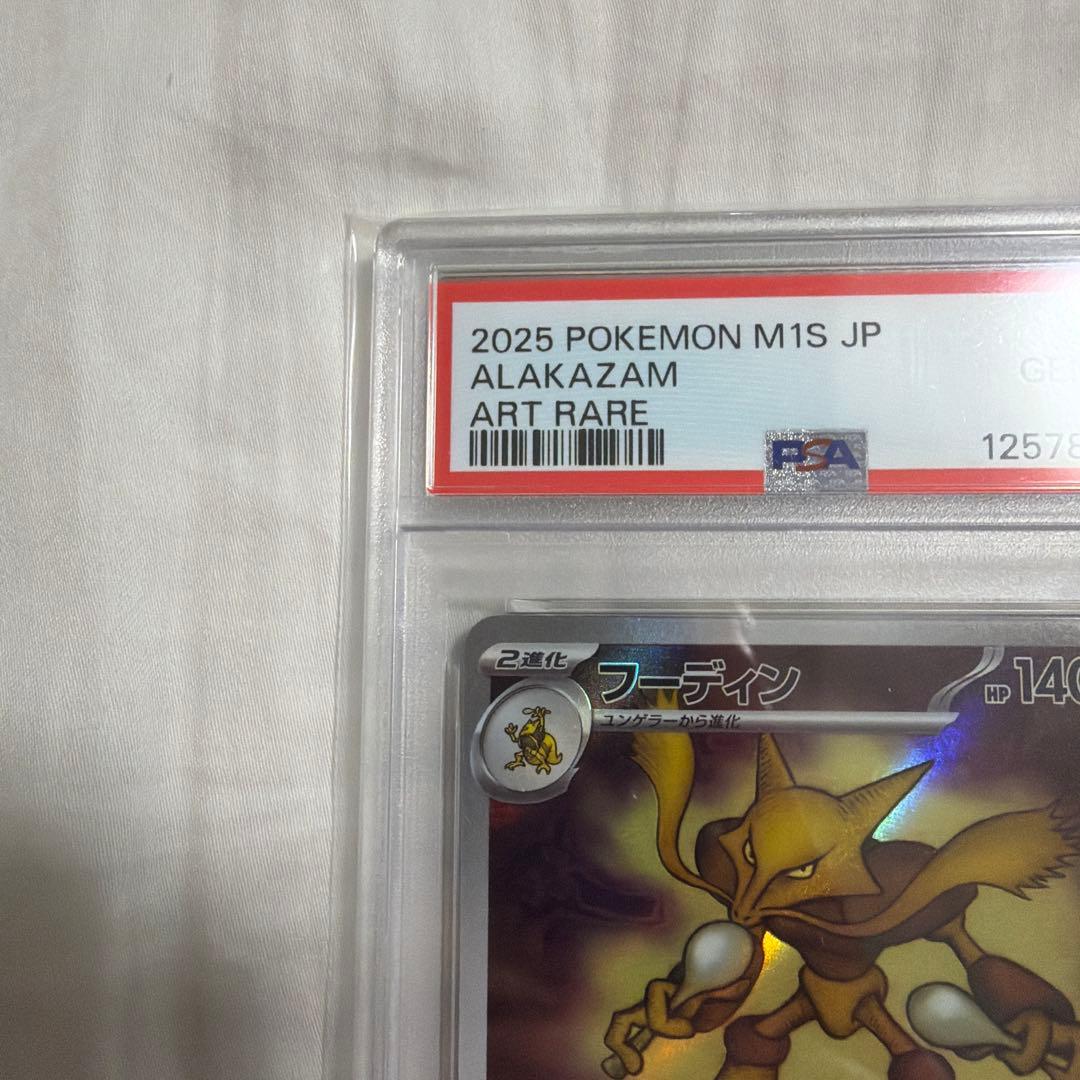 2025 POKEMON M1S JP
ALAKAZAM
ART RARE
PSA
2進化
フーディン
HP 140
ユンゲラーから進化